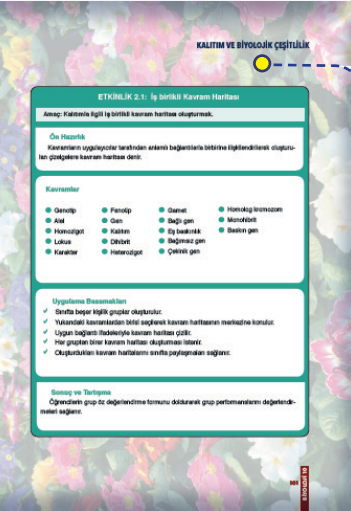 KALITIM VE BİYOLOJİK ÇEŞİTLİLİK
ETKİNLİK 2.1: İş birlikli Kavram Haritası
Amaç: Kalıtımla ilgili iş birlikli kavram haritası oluşturmak.
Ön Hazırlık
Kavramların uygulayıcılar tarafından anlamlı bağlantılarla birbirine ilişkilendirilerek oluşturu-
lan çizelgelere kavram haritası denir.
Kavramlar
Genotip
Alel
Homozigot
Lokus
Karakter
Fenotip
Gen
Kalıtım
Dihibrit
Heterozigot
Gamet
Bağlı gen
Eş baskınlık
Bağımsız gen
Çekinik gen
Homolog kromozom
Monohibrit
Baskın gen
Uygulama Basamakları
Sınıfta beşer kişilik gruplar oluşturulur.
Yukarıdaki kavramlardan birisi seçilerek kavram haritasının merkezine konulur.
Uygun bağlantı ifadeleriyle kavram haritası çizilir.
Her gruptan birer kavram haritası oluşturması istenir.
Oluşturdukları kavram haritalarını sınıfta paylaşmaları sağlanır.
Sonuç ve Tartışma
Öğrencilerin grup öz değerlendirme formunu doldurarak grup performanslarını değerlendir-
meleri sağlanır.
101
BİYOLOJİ 10